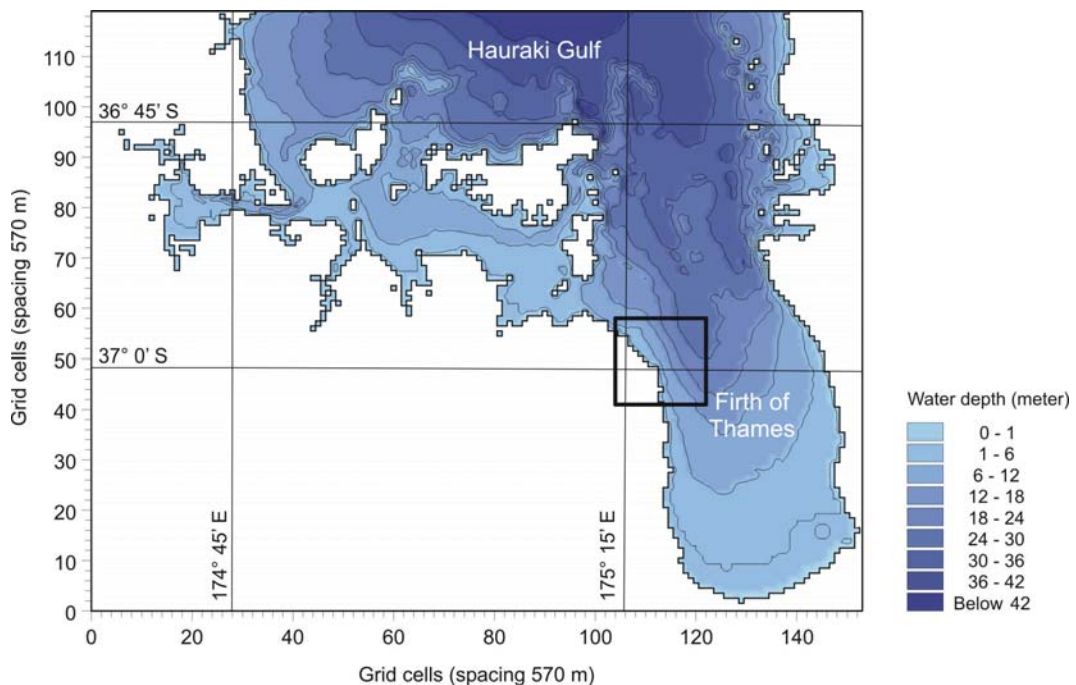 Hauraki Gulf
36° 45' S
37° 0' S
Firth of
Thames
174° 45' E
175° 15' E
110
100
90
80
70
60
50
40
30
20
10
0
0
20
40
60
80
100
120
140
Grid cells (spacing 570 m)
Grid cells (spacing 570 m)
Water depth (meter)
0 - 1
1 - 6
6 - 12
12 - 18
18 - 24
24 - 30
30 - 36
36 - 42
Below 42